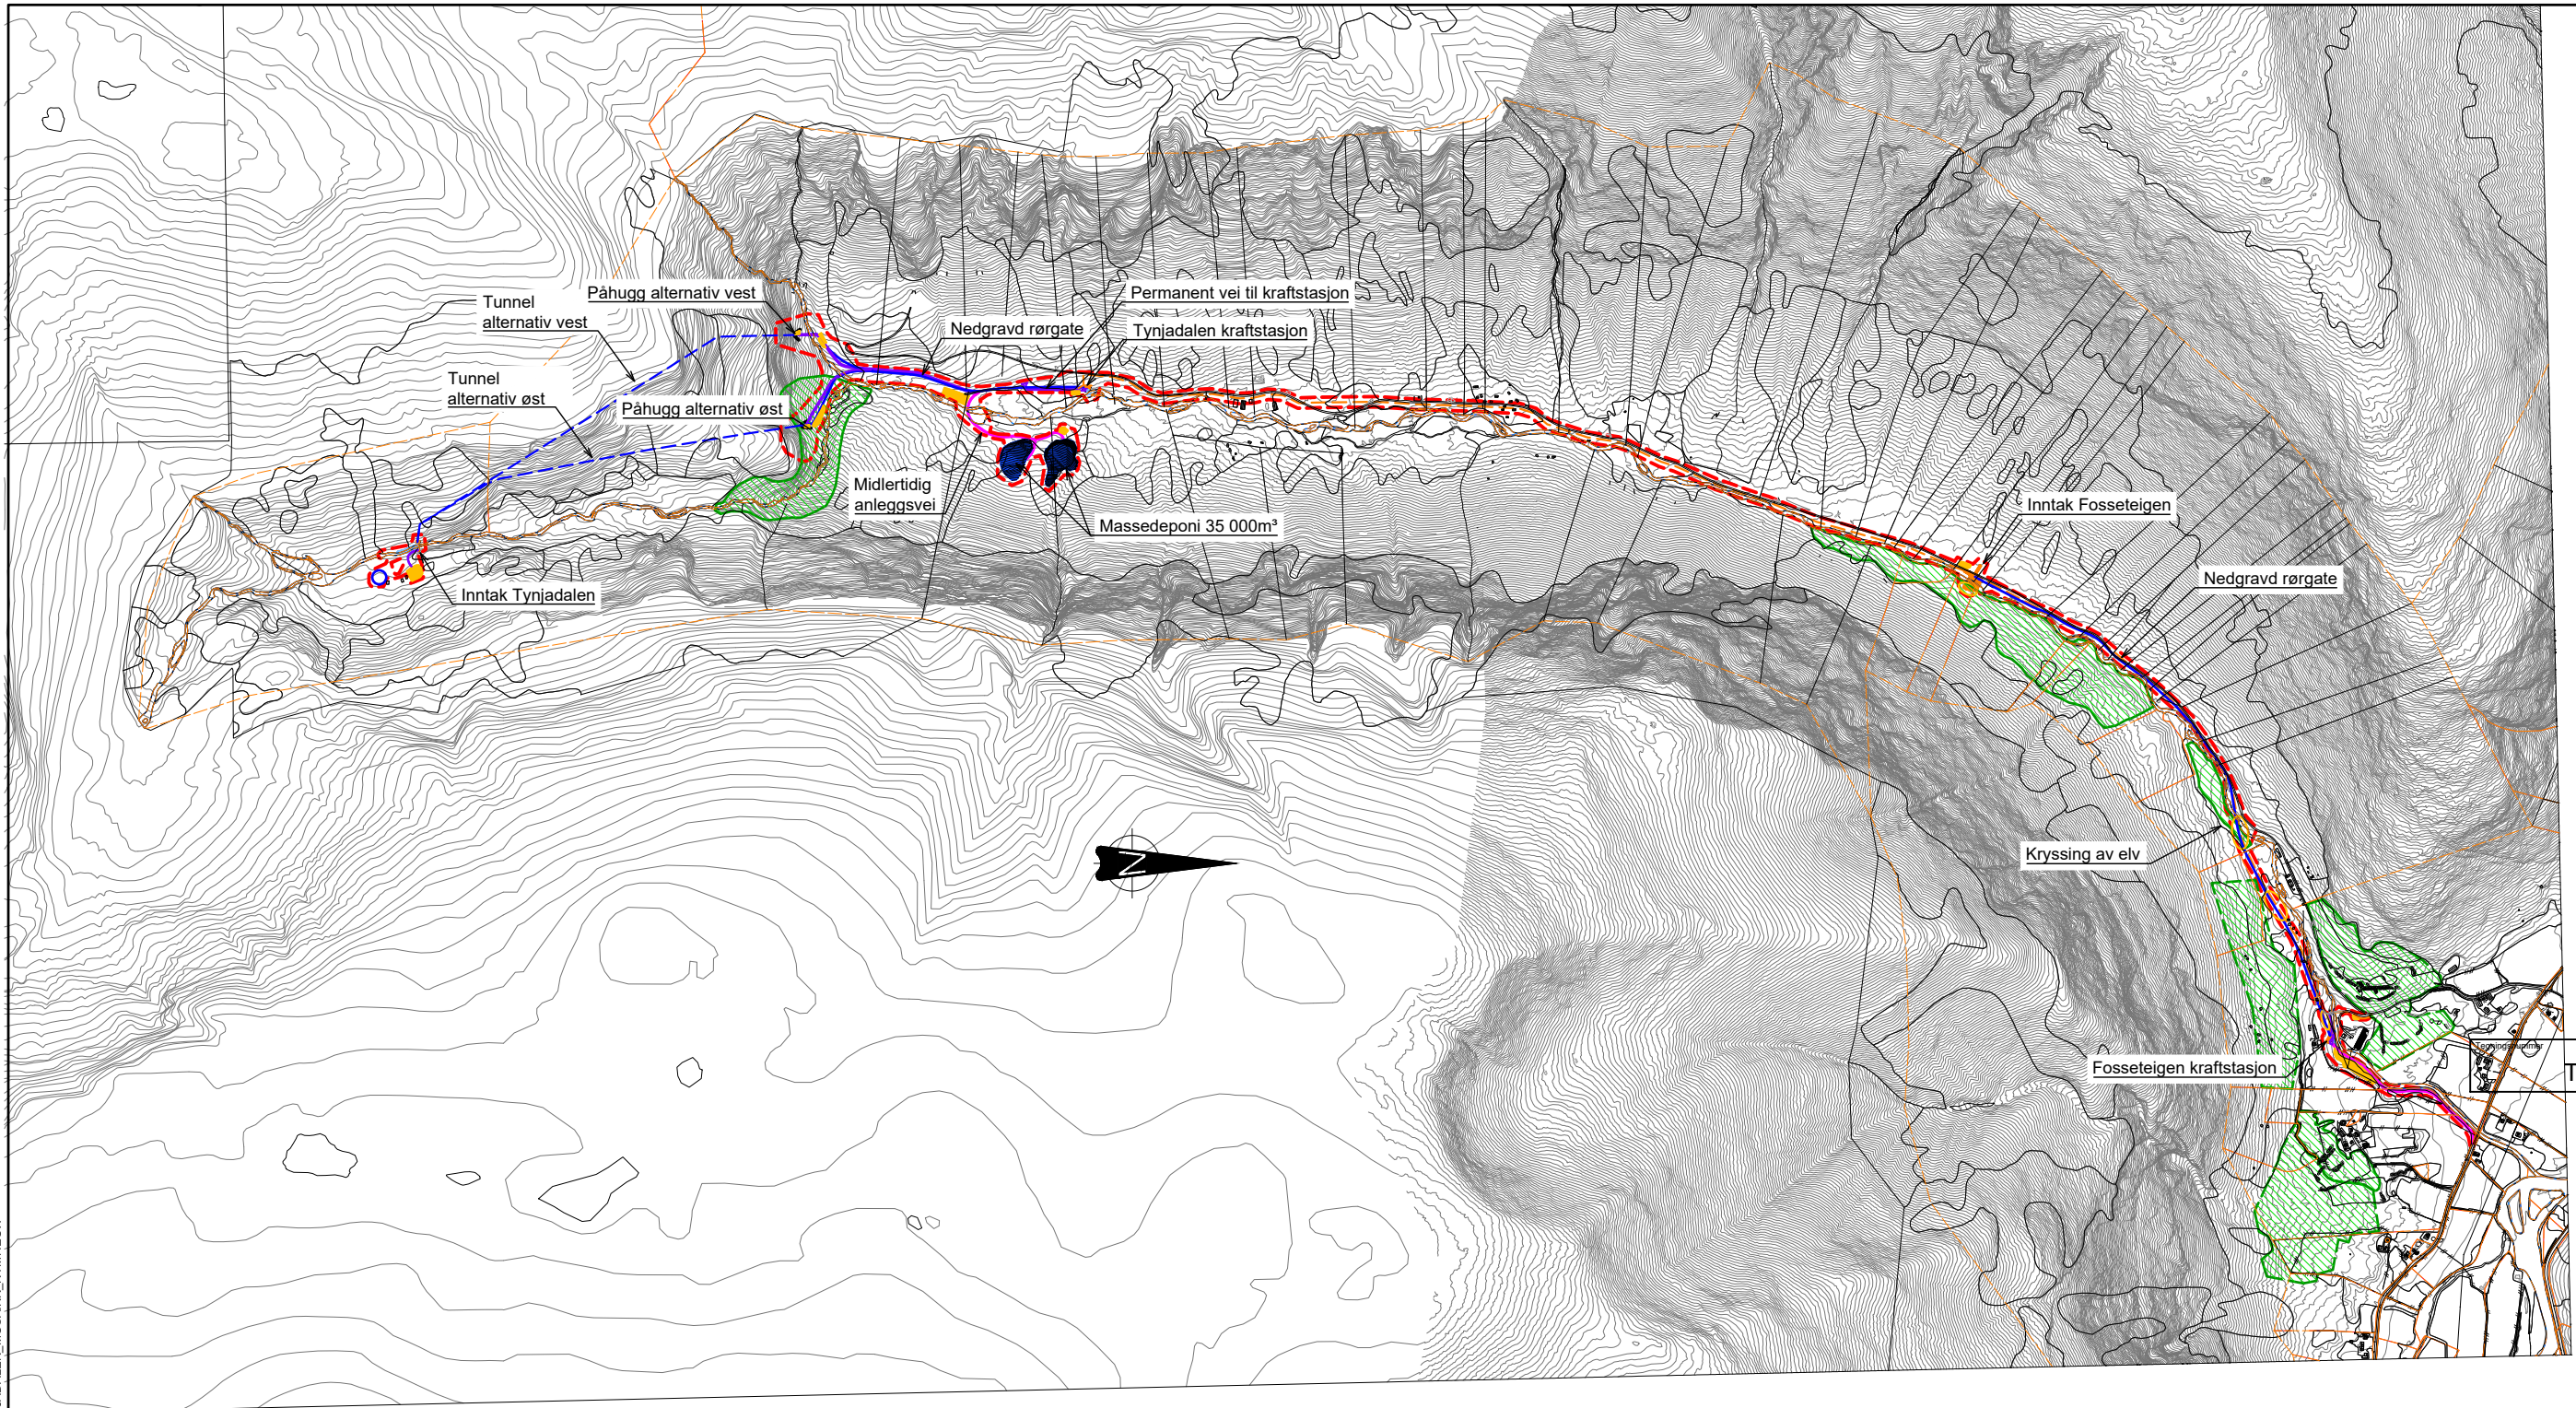 Påhugg alternativ vest
Permanent vei til kraftstasjon
Tunnel
alternativ vest
Nedgravd rørgate
Tynjadalen kraftstasjon
Tunnel
alternativ øst
Påhugg alternativ øst
Midlertidig
anleggsvei
Massedeponi 35 000m³
Inntak Fosseteigen
Nedgravd rørgate
Inntak Tynjadalen
Kryssing av elv
N
Tegningsnummer
T
Fosseteigen kraftstasjon